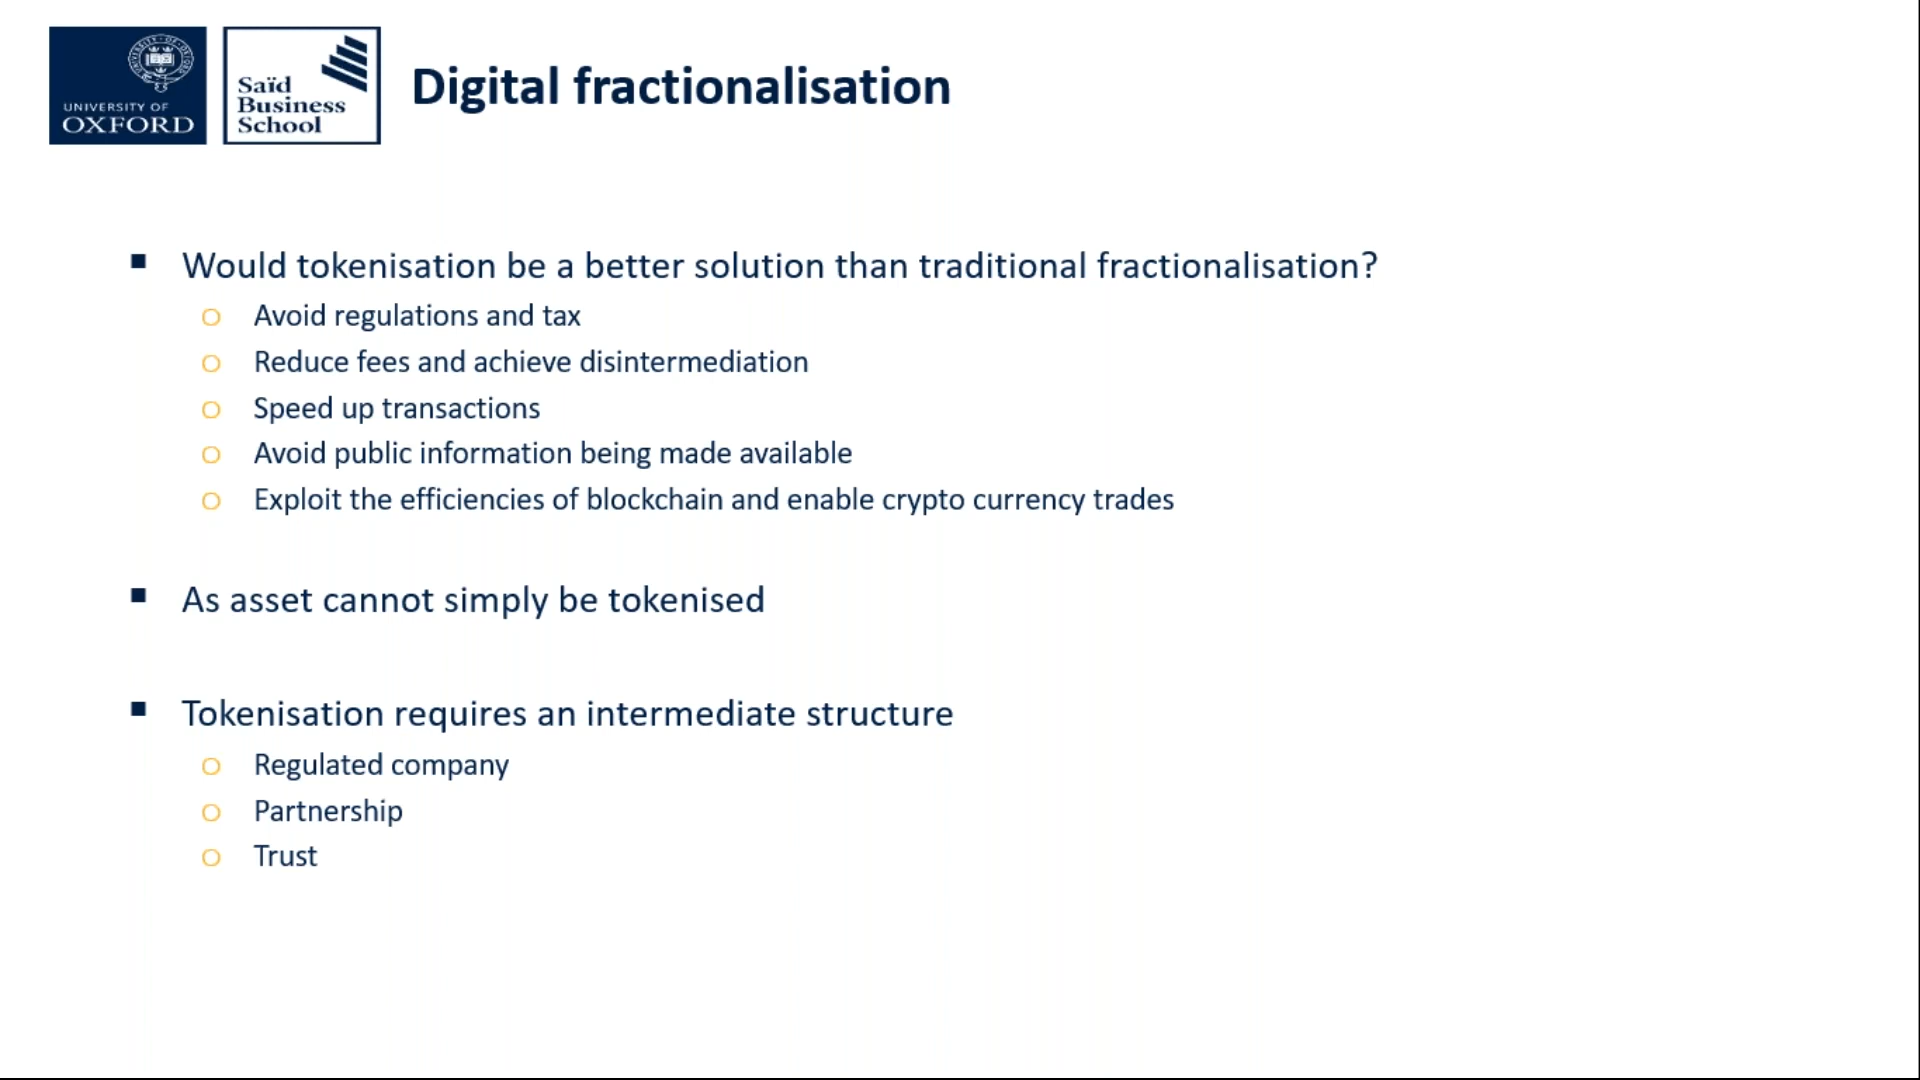 UNIVERSITY OF
OXFORD
Saïd
Business
School
Digital fractionalisation
Would tokenisation be a better solution than traditional fractionalisation?
Avoid regulations and tax
Reduce fees and achieve disintermediation
Speed up transactions
Avoid public information being made available
Exploit the efficiencies of blockchain and enable crypto currency trades
As asset cannot simply be tokenised
Tokenisation requires an intermediate structure
Regulated company
Partnership
Trust